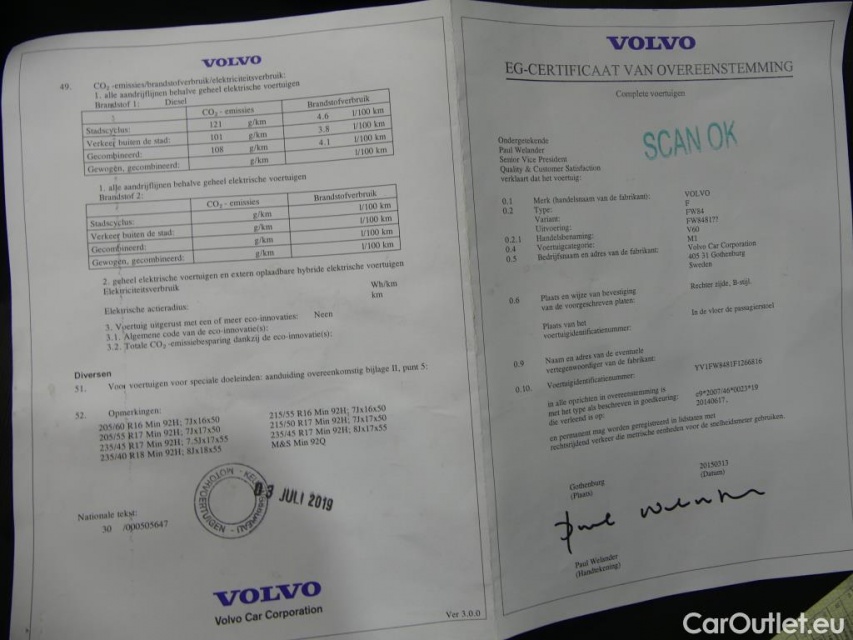 VOLVO
49. CO2 -emissies/brandstofverbruik/elektriciteitsverbruik:
1. alle aandrijflijnen behalve geheel elektrische voertuigen
Brandstof 1: Diesel
CO2 - emissies Brandstofverbruik
Stadscyclus: 121 g/km 4.6 l/100 km
Verkeer buiten de stad: 101 g/km 3.8 l/100 km
Gecombineerd: 108 g/km 4.1 l/100 km
Gewogen, gecombineerd: g/km l/100 km
1. alle aandrijflijnen behalve geheel elektrische voertuigen
Brandstof 2:
CO2 - emissies Brandstofverbruik
Stadscyclus: g/km l/100 km
Verkeer buiten de stad: g/km l/100 km
Gecombineerd: g/km l/100 km
Gewogen, gecombineerd: g/km l/100 km
2. geheel elektrische voertuigen en extern oplaadbare hybride elektrische voertuigen
Elektriciteitsverbruik Wh/km
Elektrische actieradius: km
3. Voertuig uitgerust met een of meer eco-innovaties: Neen
3.1. Algemene code van de eco-innovatie(s):
3.2. Totale CO2 -emissiebesparing dankzij de eco-innovatie(s):
Diversen
51. Voor voertuigen voor speciale doeleinden: aanduiding overeenkomstig bijlage II, punt 5:
52. Opmerkingen:
205/60 R16 Min 92H; 7Jx16x50 215/55 R16 Min 92H; 7Jx16x50
205/55 R17 Min 92H; 7Jx17x50 215/50 R17 Min 92H; 7Jx17x50
235/45 R17 Min 92H; 7.5Jx17x55 235/45 R17 Min 92H; 8Jx17x55
235/40 R18 Min 92H; 8Jx18x55 M&S Min 92Q
03 JULI 2019
Nationale tekst:
30 /000505647
VOLVO
Volvo Car Corporation
Ver 3.0.0
VOLVO
EG-CERTIFICAAT VAN OVEREENSTEMMING
Complete voertuigen
SCAN OK
Ondergetekende
Paul Welander
Senior Vice President
Quality & Customer Satisfaction
verklaart dat het voertuig:
0.1 Merk (handelsnaam van de fabrikant): VOLVO
0.2 Type: F
Variant: FW84
Uitvoering: FW8481??
0.2.1 Handelsbenaming: V60
0.4 Voertuigcategorie: M1
0.5 Bedrijfsnaam en adres van de fabrikant: Volvo Car Corporation
405 31 Gothenburg
Sweden
0.6 Plaats en wijze van bevestiging Rechter zijde, B-stijl.
van de voorgeschreven platen:
Plaats van het In de vloer de passagierstoel
voertuigidentificatienummer:
0.9 Naam en adres van de eventuele
vertegenwoordiger van de fabrikant:
0.10. Voertuigidentificatienummer: YV1FW8481F1266816
in alle opzichten in overeenstemming is
met het type als beschreven in goedkeuring: e9*2007/46*0023*19
die verleend is op: 20140617,
en permanent mag worden geregistreerd in lidstaten met
rechtsrijdend verkeer die metrische eenheden voor de snelheidsmeter gebruiken.
Gothenburg 20150313
(Plaats) (Datum)
Paul Welander
Paul Welander
(Handtekening)
CarOutlet.eu